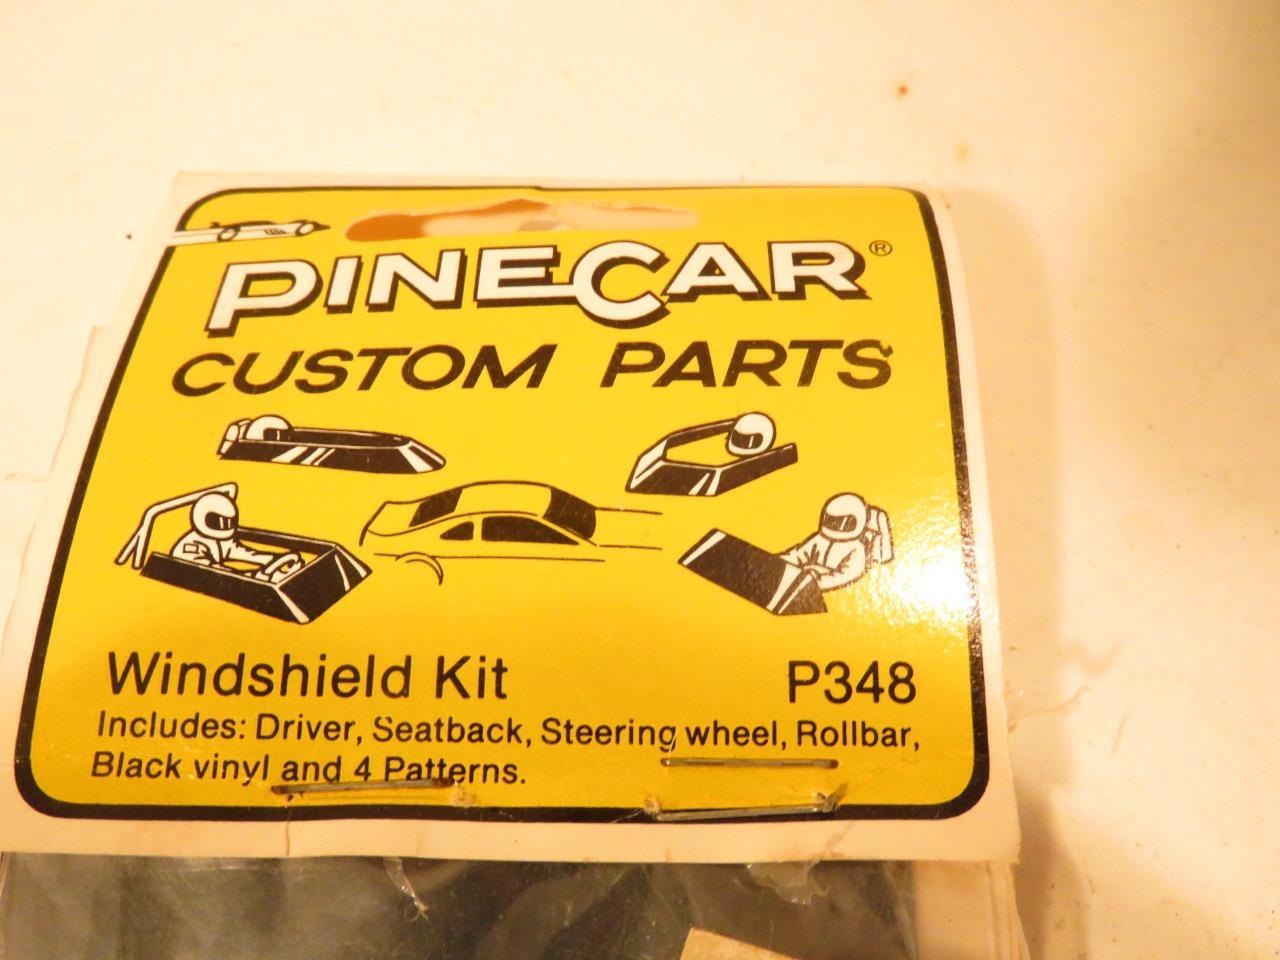 PINECAR®
CUSTOM PARTS
Windshield Kit P348
Includes: Driver, Seatback, Steering wheel, Rollbar,
Black vinyl and 4 Patterns.